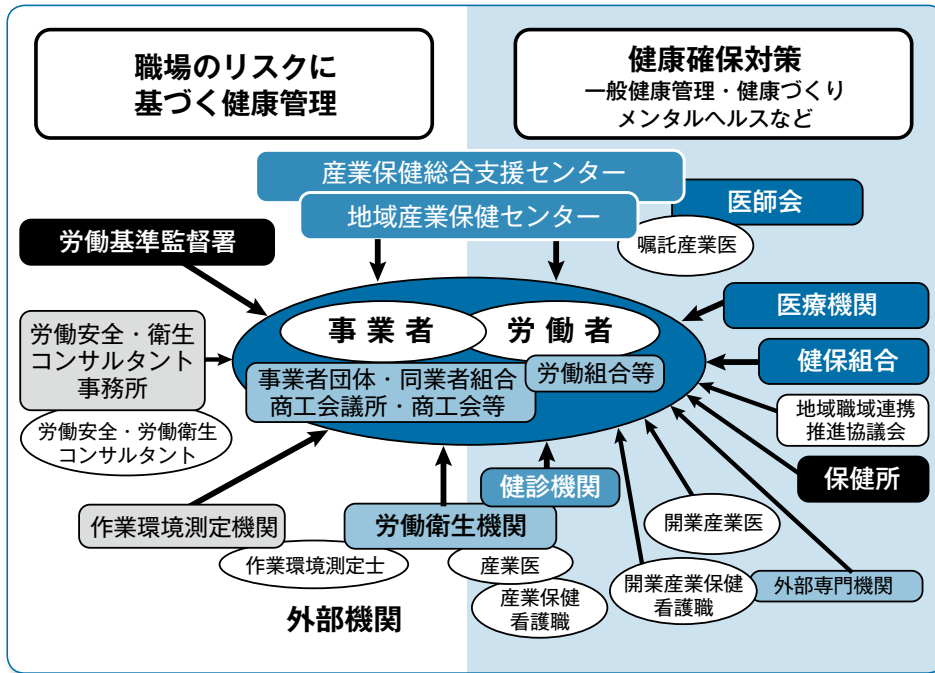 職場のリスクに
基づく健康管理
健康確保対策
一般健康管理・健康づくり
メンタルヘルスなど
産業保健総合支援センター
地域産業保健センター
医師会
嘱託産業医
労働基準監督署
医療機関
事業者
労働者
労働安全・衛生
コンサルタント
事務所
健保組合
事業者団体・同業者組合
商工会議所・商工会等
労働組合等
地域職域連携
推進協議会
労働安全・労働衛生
コンサルタント
保健所
健診機関
作業環境測定機関
労働衛生機関
開業産業医
作業環境測定士
産業医
開業産業保健
看護職
外部専門機関
産業保健
看護職
外部機関